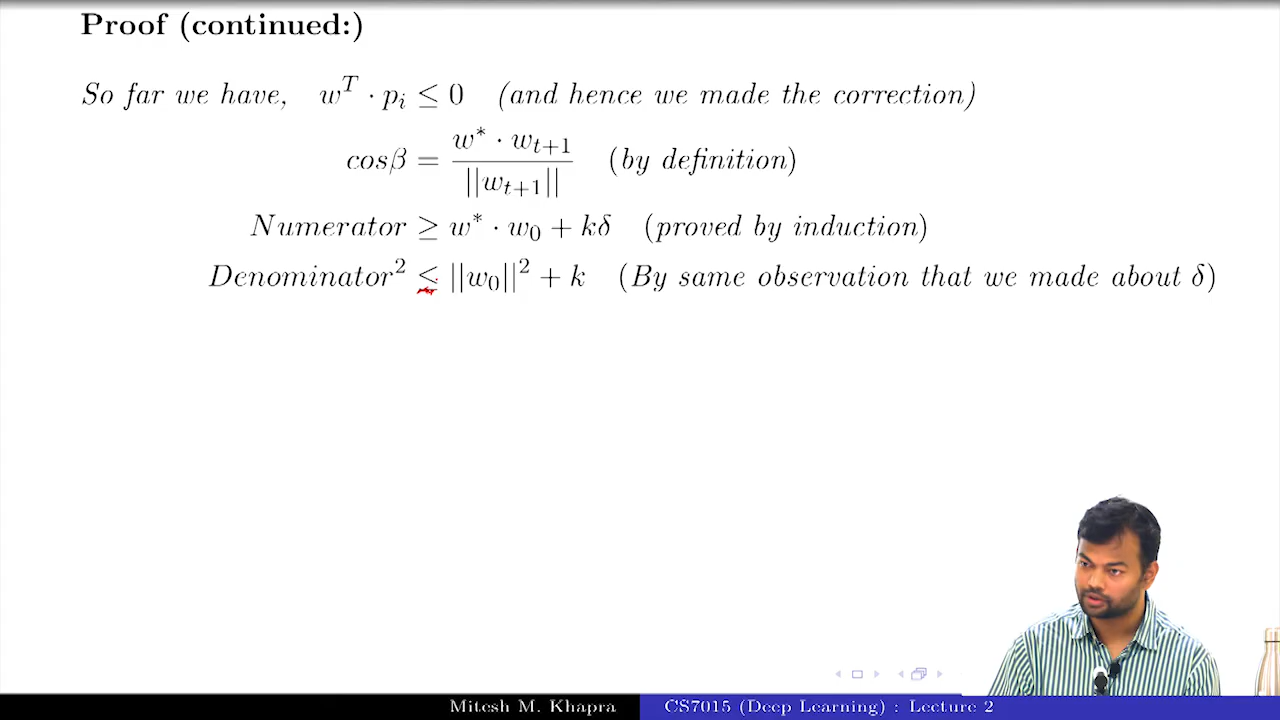 Proof (continued:)
So far we have, w^T · p_i ≤ 0 (and hence we made the correction)
cosβ = w* · w_{t+1} / ||w_{t+1}|| (by definition)
Numerator ≥ w* · w_0 + kδ (proved by induction)
Denominator² ≤ ||w_0||² + k (By same observation that we made about δ)
Mitesh M. Khapra CS7015 (Deep Learning) : Lecture 2